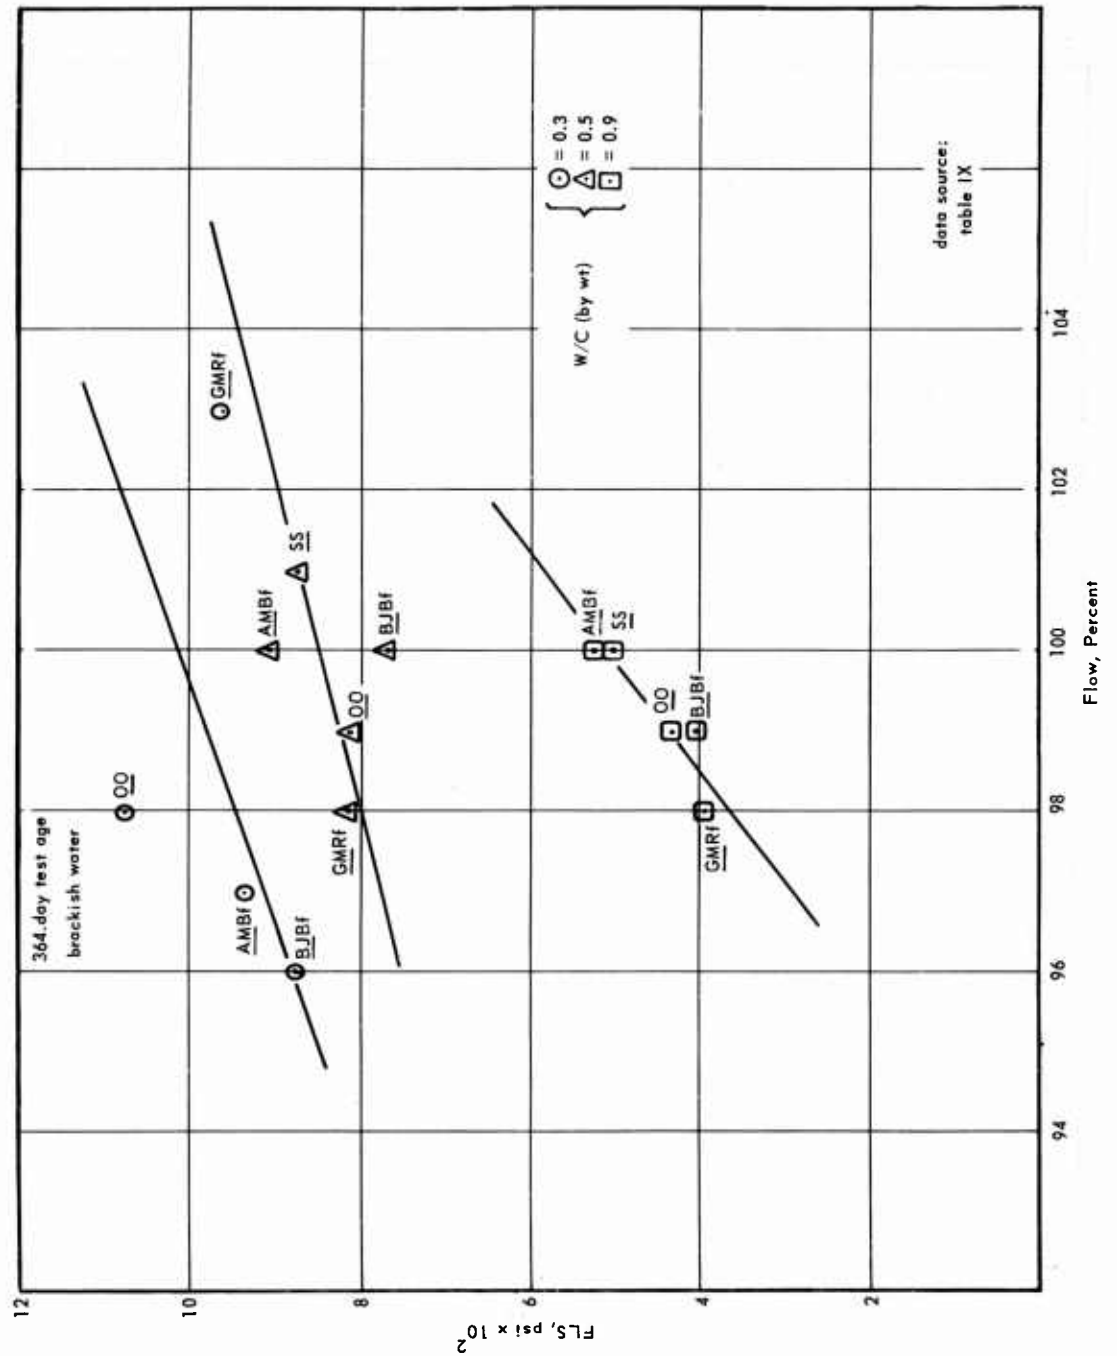 364.day test age
brackish water
OO
AMBf
BJBf
GMRf
AMBf
SS
GMRf
OO
BJBf
AMBf
SS
OO
BJBf
GMRf
W/C (by wt)
= 0.3
= 0.5
= 0.9
data source:
table IX
12
10
8
6
4
2
FLS, psi x 10²
94
96
98
100
102
104
Flow, Percent